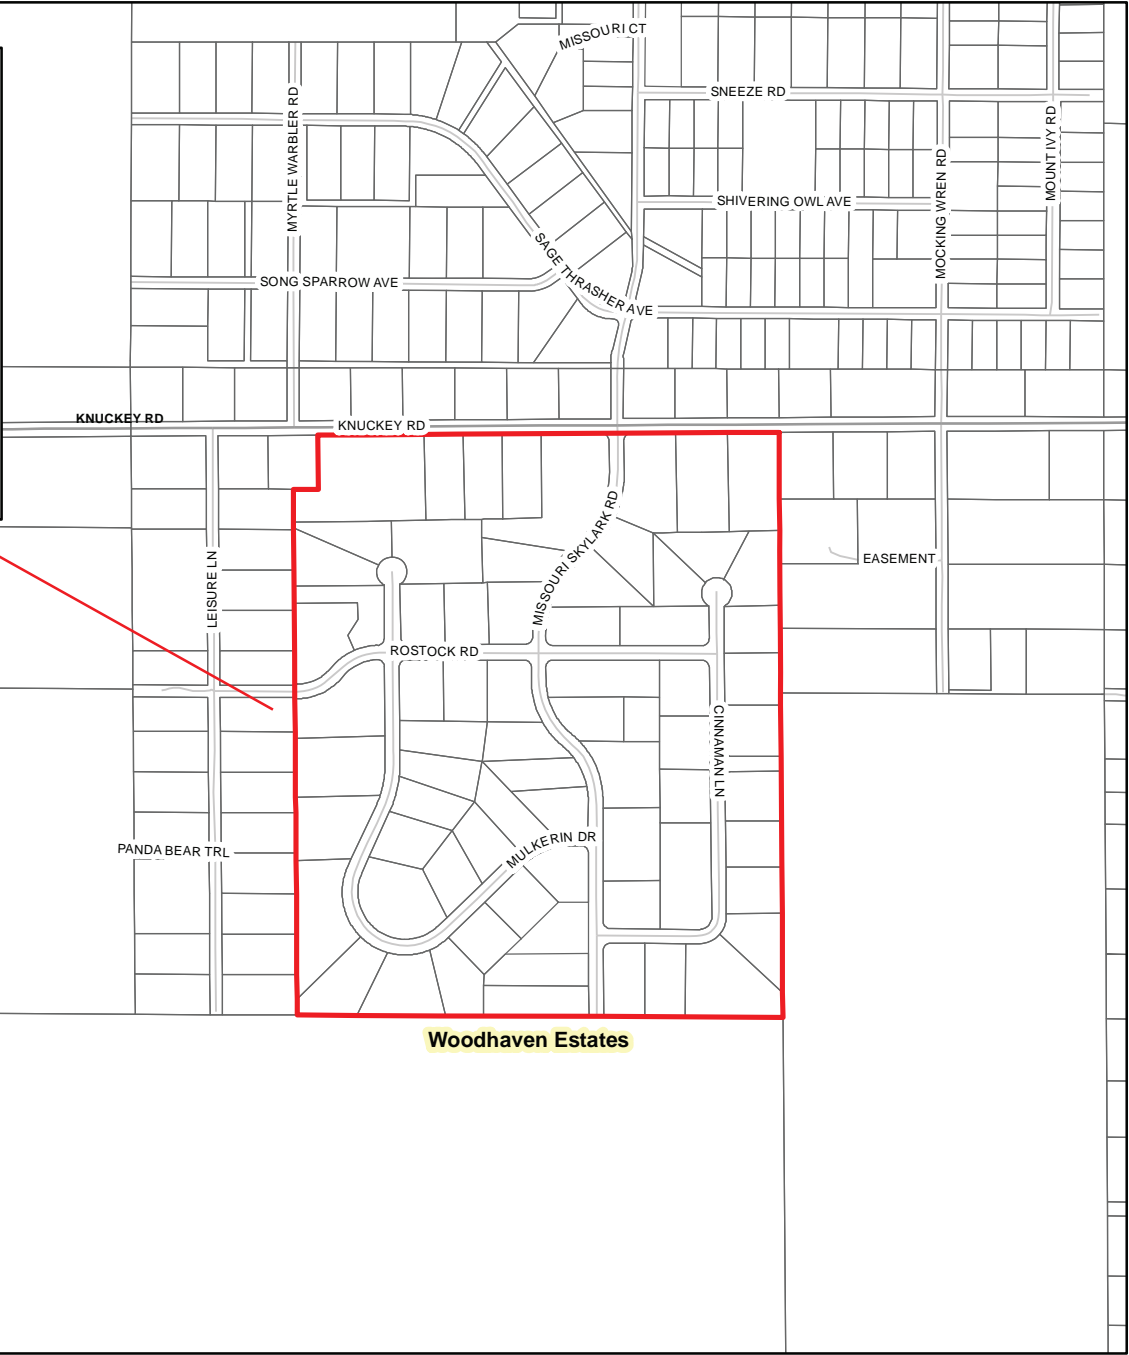 MISSOURI CT
SNEEZE RD
MYRTLE WARBLER RD
MOUNT IVY RD
SHIVERING OWL AVE
MOCKING WREN RD
SAGE THRASHER AVE
SONG SPARROW AVE
KNUCKEY RD
KNUCKEY RD
MISSOURI SKYLARK RD
EASEMENT
LEISURE LN
ROSTOCK RD
CINNAMAN LN
MULKERIN DR
PANDA BEAR TRL
Woodhaven Estates